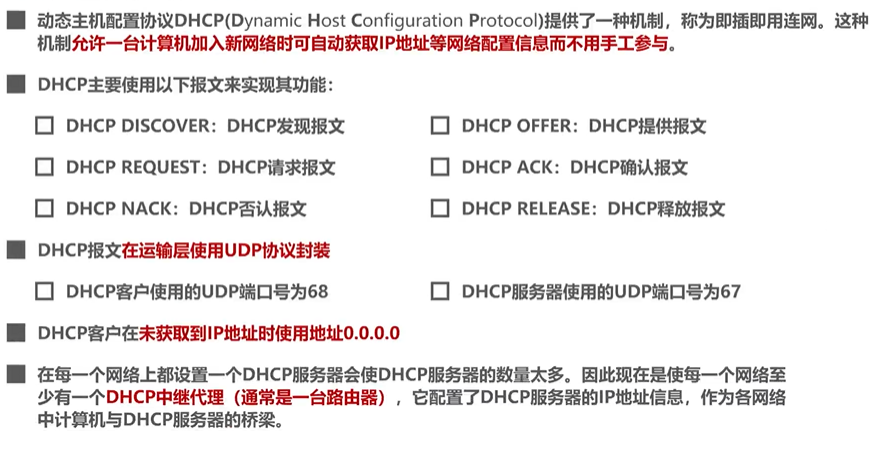 动态主机配置协议DHCP(Dynamic Host Configuration Protocol)提供了一种机制，称为即插即用连网。这种
机制允许一台计算机加入新网络时可自动获取IP地址等网络配置信息而不用手工参与。
DHCP主要使用以下报文来实现其功能：
DHCP DISCOVER：DHCP发现报文
DHCP OFFER：DHCP提供报文
DHCP REQUEST：DHCP请求报文
DHCP ACK：DHCP确认报文
DHCP NACK：DHCP否认报文
DHCP RELEASE：DHCP释放报文
DHCP报文在运输层使用UDP协议封装
DHCP客户使用的UDP端口号为68
DHCP服务器使用的UDP端口号为67
DHCP客户在未获取到IP地址时使用地址0.0.0.0
在每一个网络上都设置一个DHCP服务器会使DHCP服务器的数量太多。因此现在是使每一个网络至
少有一个DHCP中继代理（通常是一台路由器），它配置了DHCP服务器的IP地址信息，作为各网络
中计算机与DHCP服务器的桥梁。